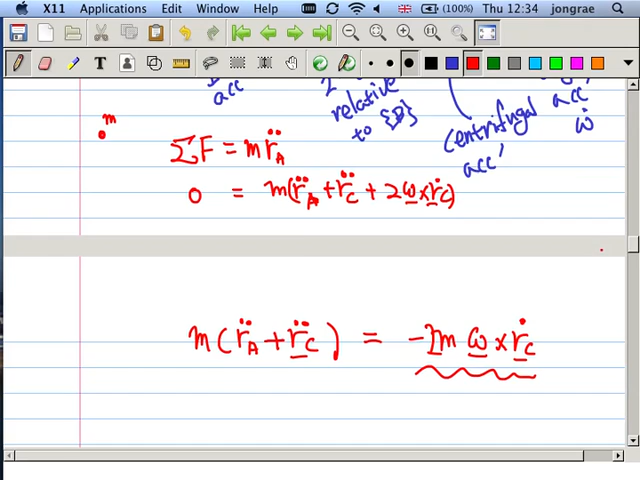 X11 Applications Edit Window Help (100%) Thu 12:34 jongrae
acc
2
relative
to {B}
centrifugal
acc'
acc'
ω̇
m
ΣF = m r̈_A
0 = m(r̈_A + r̈_C + 2ω × ṙ_C)
m(r̈_A + r̈_C) = -2m ω × ṙ_C